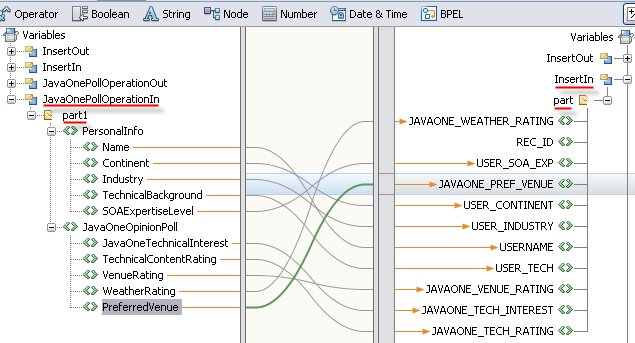 Operator Boolean String Node Number Date & Time BPEL
Variables
InsertOut
InsertIn
JavaOnePollOperationOut
JavaOnePollOperationIn
part1
PersonalInfo
Name
Continent
Industry
TechnicalBackground
SOAExpertiseLevel
JavaOneOpinionPoll
JavaOneTechnicalInterest
TechnicalContentRating
VenueRating
WeatherRating
PreferredVenue
Variables
InsertOut
InsertIn
part
JAVAONE_WEATHER_RATING
REC_ID
USER_SOA_EXP
JAVAONE_PREF_VENUE
USER_CONTINENT
USER_INDUSTRY
USERNAME
USER_TECH
JAVAONE_VENUE_RATING
JAVAONE_TECH_INTEREST
JAVAONE_TECH_RATING